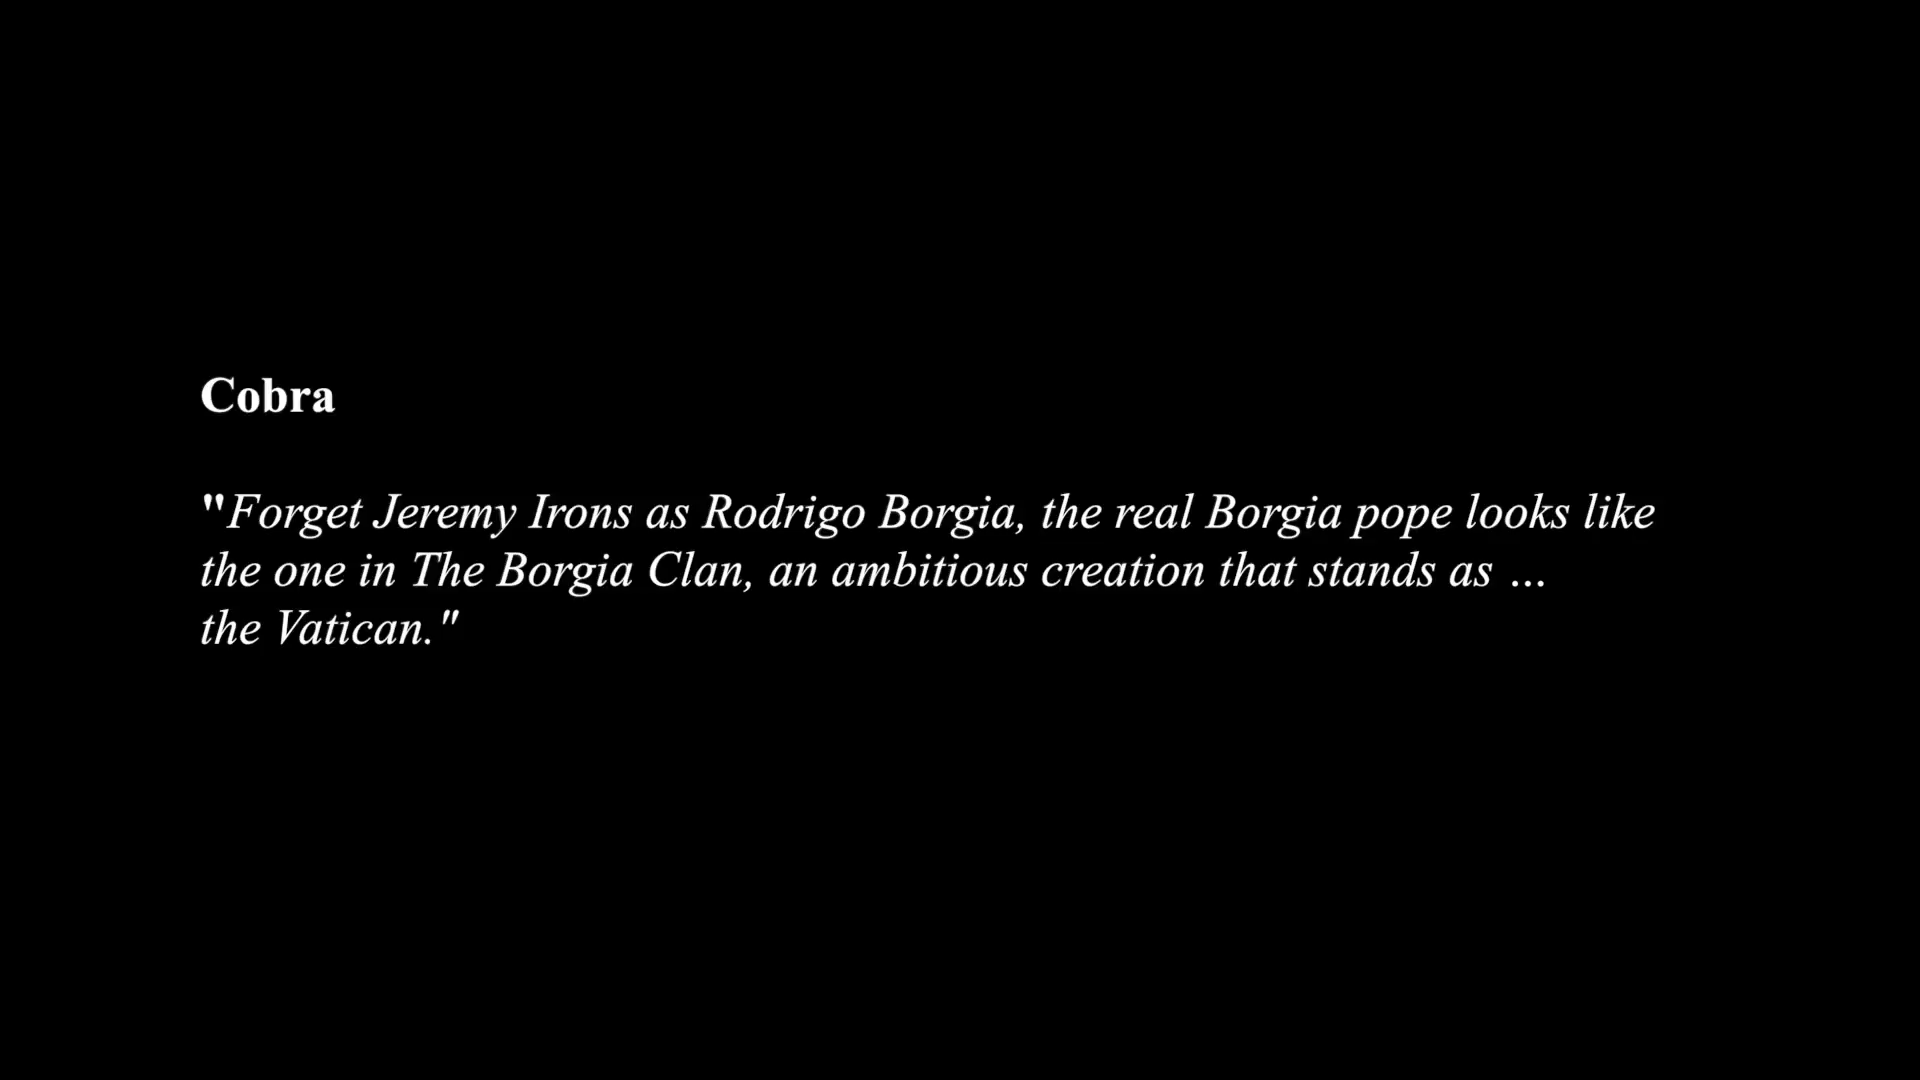 Cobra
"Forget Jeremy Irons as Rodrigo Borgia, the real Borgia pope looks like
the one in The Borgia Clan, an ambitious creation that stands as ...
the Vatican."